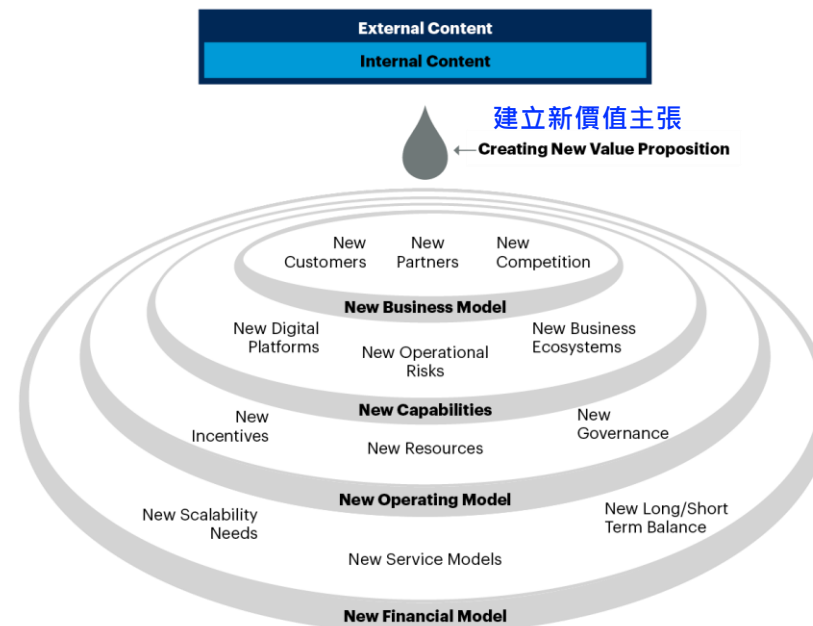 External Content
Internal Content
建立新價值主張
Creating New Value Proposition
New
Customers
New
Partners
New
Competition
New Business Model
New Digital
Platforms
New Operational
Risks
New Business
Ecosystems
New Capabilities
New
Incentives
New Resources
New
Governance
New Operating Model
New Scalability
Needs
New Service Models
New Long/Short
Term Balance
New Financial Model